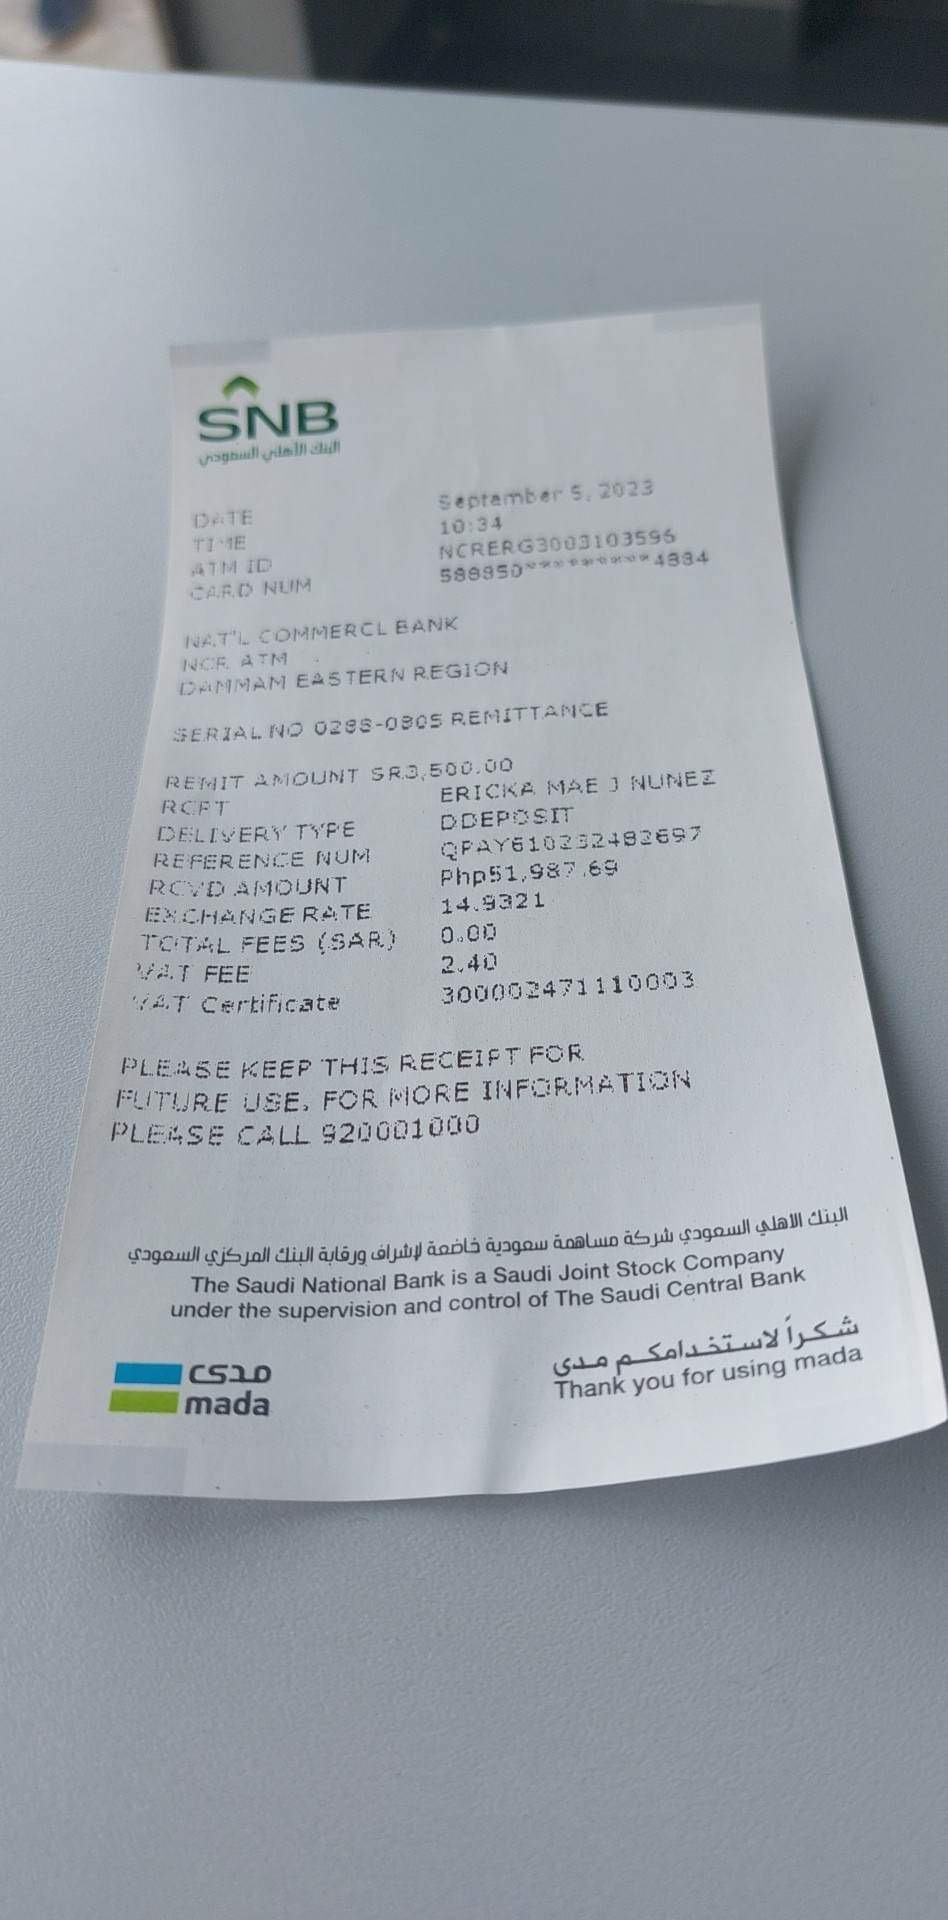 SNB
البنك الأهلي السعودي
DATE September 5, 2023
TIME 10:34
ATM ID NCRERG3003103596
CARD NUM 588850**********4884
NAT'L COMMERCL BANK
NCR ATM
DAMMAM EASTERN REGION
SERIAL NO 0288-0805 REMITTANCE
REMIT AMOUNT SR3,500.00
RCPT ERICKA MAE J NUNEZ
DELIVERY TYPE DDEPOSIT
REFERENCE NUM QPAY610232482697
RCVD AMOUNT Php51,987.69
EXCHANGE RATE 14.9321
TOTAL FEES (SAR) 0.00
VAT FEE 2.40
VAT Certificate 300002471110003
PLEASE KEEP THIS RECEIPT FOR
FUTURE USE. FOR MORE INFORMATION
PLEASE CALL 920001000
البنك الأهلي السعودي شركة مساهمة سعودية خاضعة لإشراف ورقابة البنك المركزي السعودي
The Saudi National Bank is a Saudi Joint Stock Company
under the supervision and control of The Saudi Central Bank
مدى
mada
شكراً لاستخدامكم مدى
Thank you for using mada